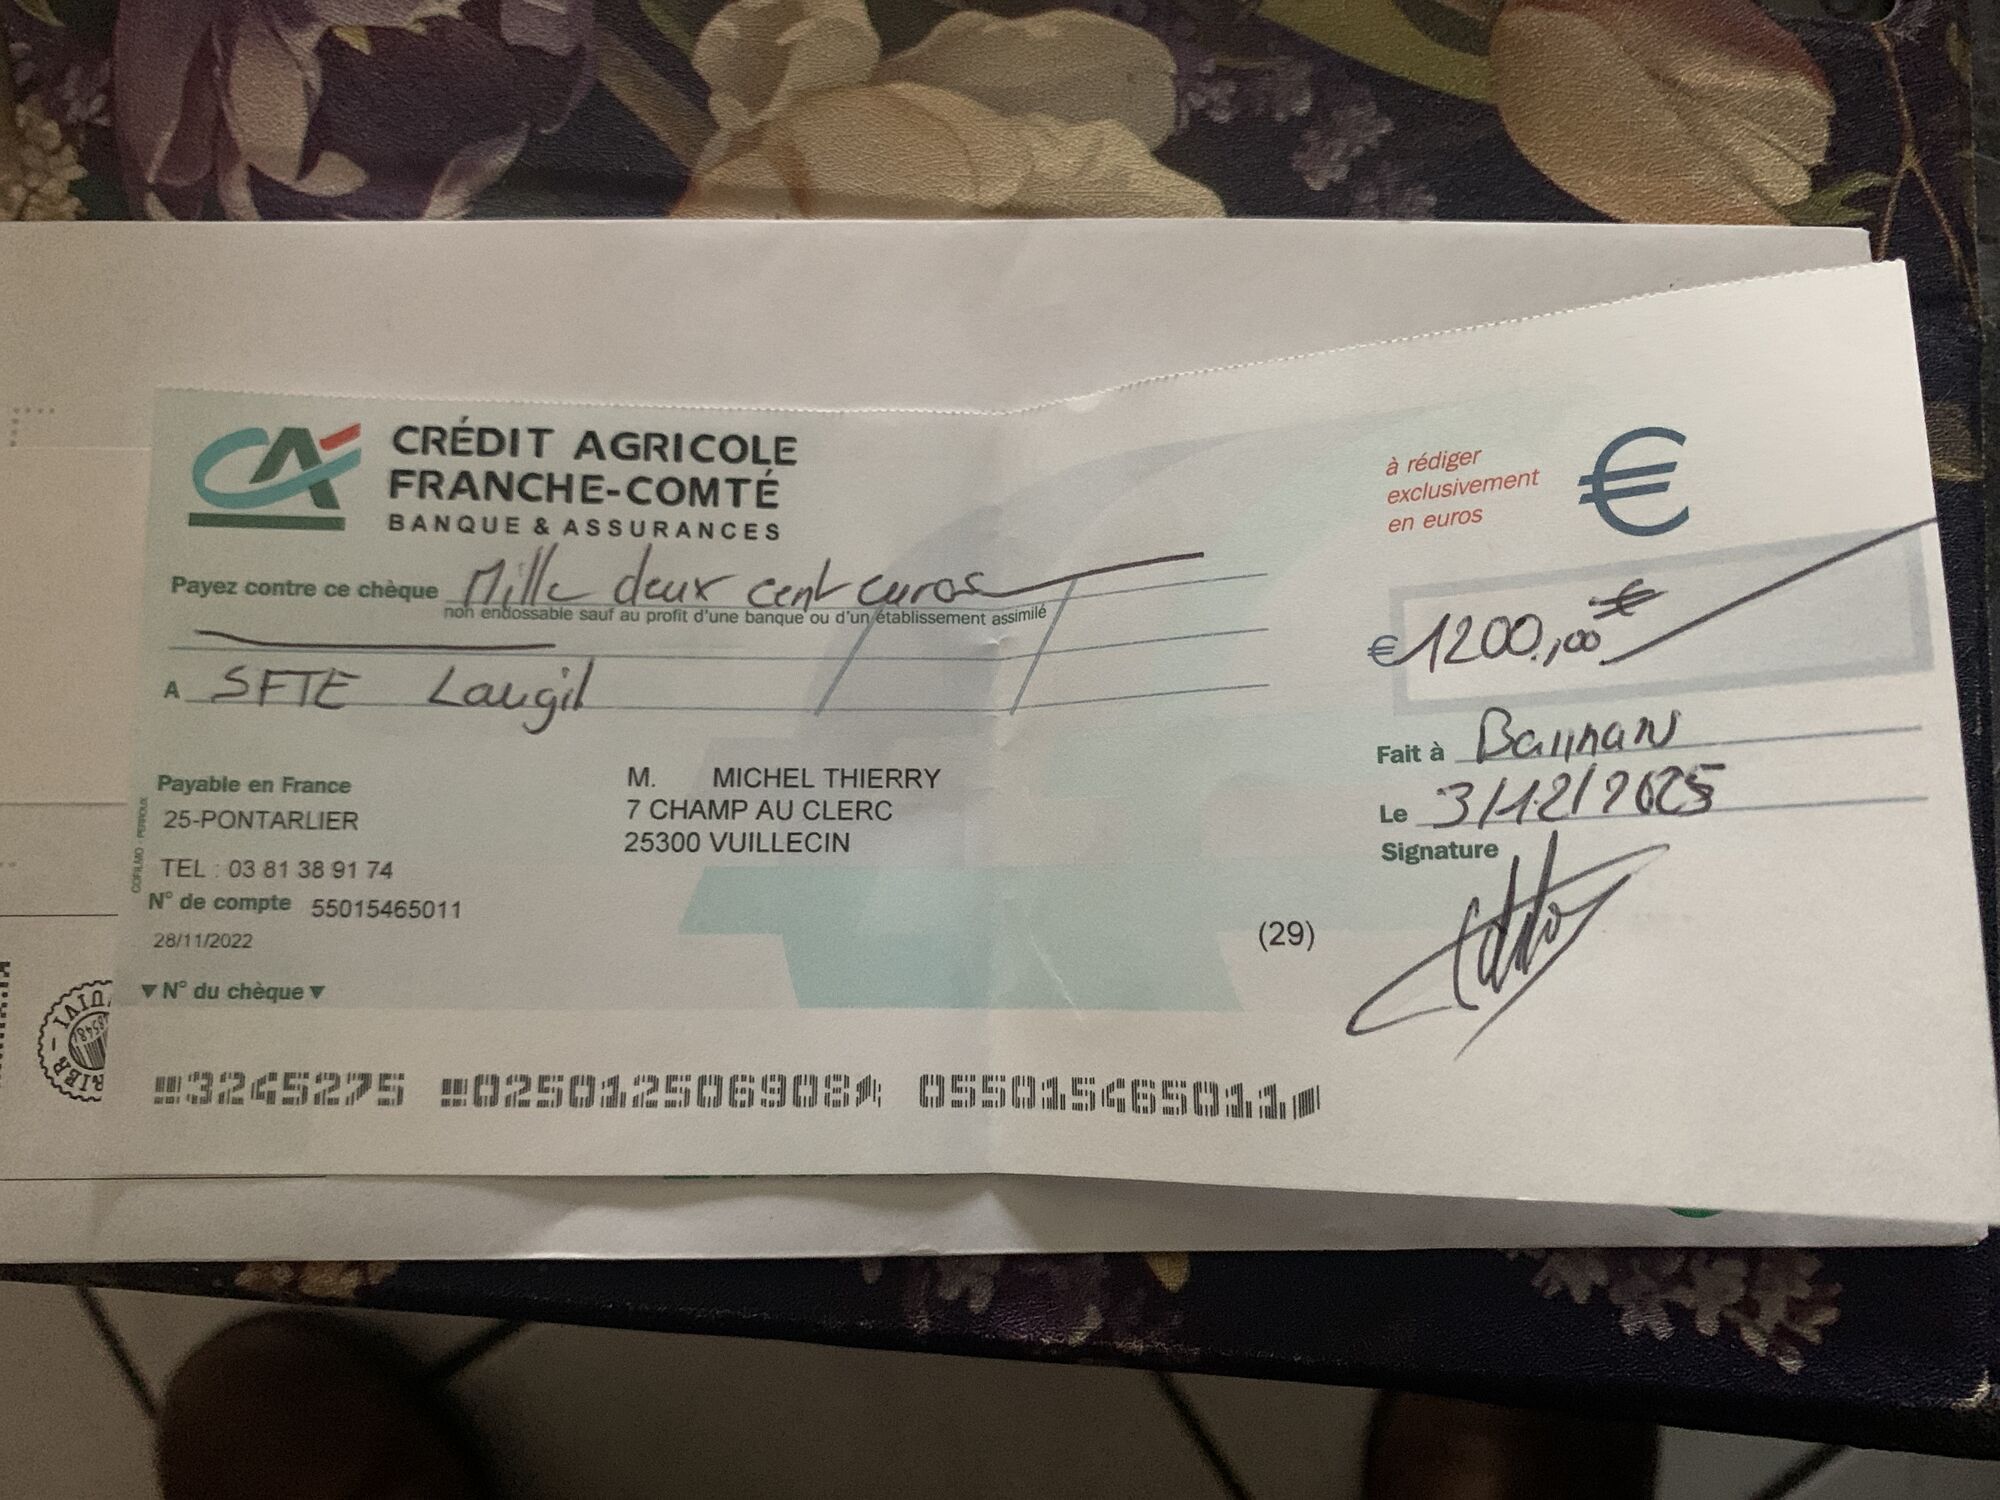 CRÉDIT AGRICOLE
FRANCHE-COMTÉ
BANQUE & ASSURANCES
à rédiger
exclusivement
en euros
€
Payez contre ce chèque Mille deux cent euros
non endossable sauf au profit d'une banque ou d'un établissement assimilé
€ 1200,00 €
A SFTE Laugil
Fait à Bannan
Le 3/12/2025
Signature
Payable en France
25-PONTARLIER
TEL : 03 81 38 91 74
N° de compte 55015465011
28/11/2022
M. MICHEL THIERRY
7 CHAMP AU CLERC
25300 VUILLECIN
(29)
▼ N° du chèque ▼
3245275 025012506908 055015465011